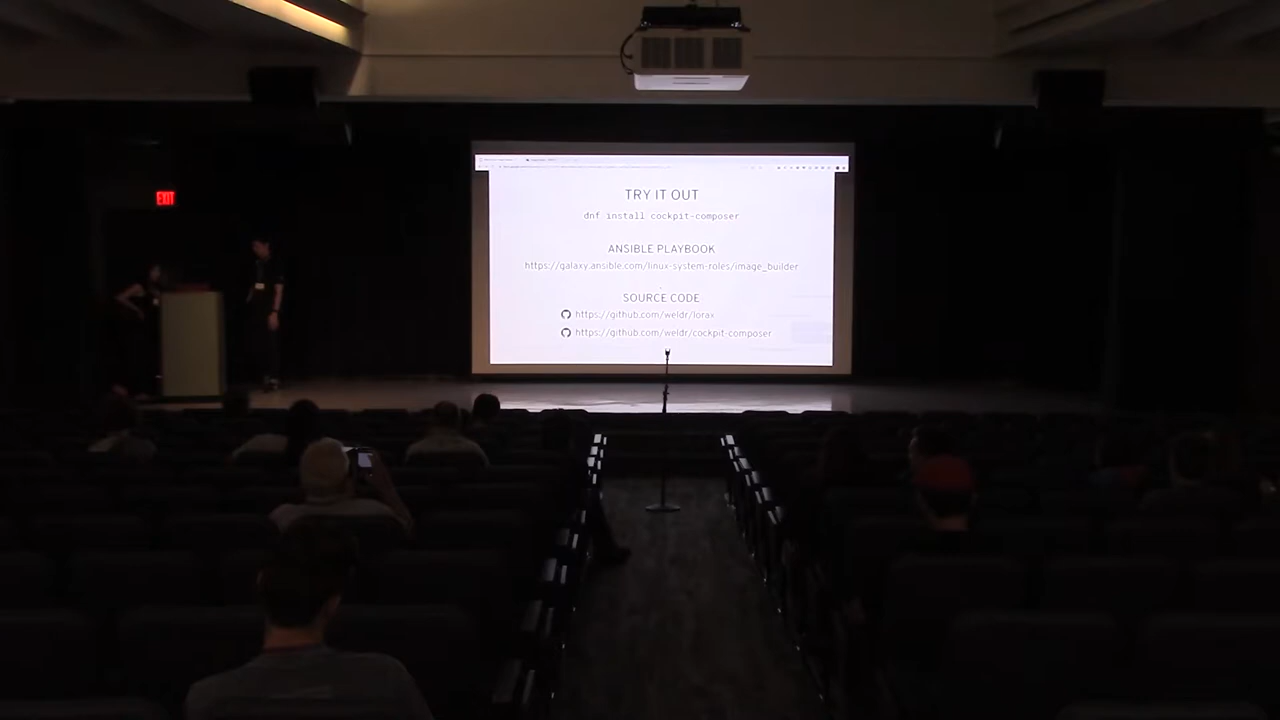 EXIT
TRY IT OUT
dnf install cockpit-composer
ANSIBLE PLAYBOOK
https://galaxy.ansible.com/linux-system-roles/image_builder
SOURCE CODE
https://github.com/weldr/lorax
https://github.com/weldr/cockpit-composer